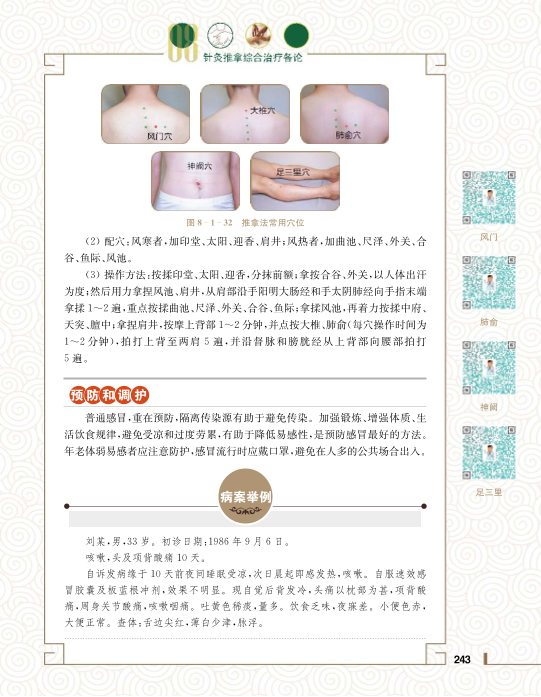 08
针灸推拿综合治疗各论
风门穴
大椎穴
肺俞穴
神阙穴
足三里穴
图8-1-32 推拿法常用穴位
(2) 配穴:风寒者,加印堂、太阳、迎香、肩井;风热者,加曲池、尺泽、外关、合
谷、鱼际、风池。
(3) 操作方法:按揉印堂、太阳、迎香,分抹前额;拿按合谷、外关,以人体出汗
为度;然后用力拿捏风池、肩井,从肩部沿手阳明大肠经和手太阴肺经向手指末端
拿揉1～2遍,重点按揉曲池、尺泽、外关、合谷、鱼际;拿揉风池,再着力按揉中府、
天突、膻中;拿捏肩井,按摩上背部1～2分钟,并点按大椎、肺俞(每穴操作时间为
1～2分钟),拍打上背至两肩5遍,并沿督脉和膀胱经从上背部向腰部拍打
5遍。
预防和调护
普通感冒,重在预防,隔离传染源有助于避免传染。加强锻炼、增强体质、生
活饮食规律,避免受凉和过度劳累,有助于降低易感性,是预防感冒最好的方法。
年老体弱易感者应注意防护,感冒流行时应戴口罩,避免在人多的公共场合出入。
病案举例
刘某,男,33岁。初诊日期:1986年9月6日。
咳嗽,头及项背酸痛10天。
自诉发病缘于10天前夜间睡眠受凉,次日晨起即感发热,咳嗽。自服速效感
冒胶囊及板蓝根冲剂,效果不明显。现自觉后背发冷,头痛以枕部为甚,项背酸
痛,周身关节酸痛,咳嗽咽痛。吐黄色稀痰,量多。饮食乏味,夜寐差。小便色赤,
大便正常。查体:舌边尖红,薄白少津,脉浮。
风门
肺俞
神阙
足三里
243